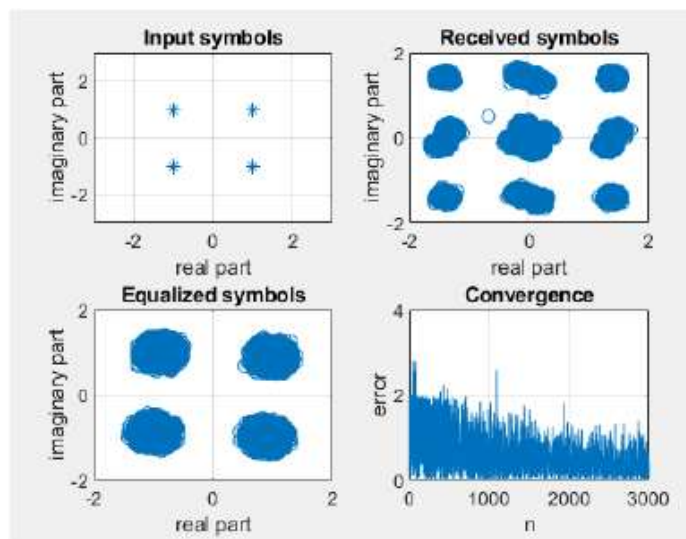 Input symbols
imaginary part
2
0
-2
-2
0
2
real part
Received symbols
imaginary part
2
0
-2
-2
0
2
real part
Equalized symbols
imaginary part
2
0
-2
-2
0
2
real part
Convergence
error
4
2
0
0
1000
2000
3000
n